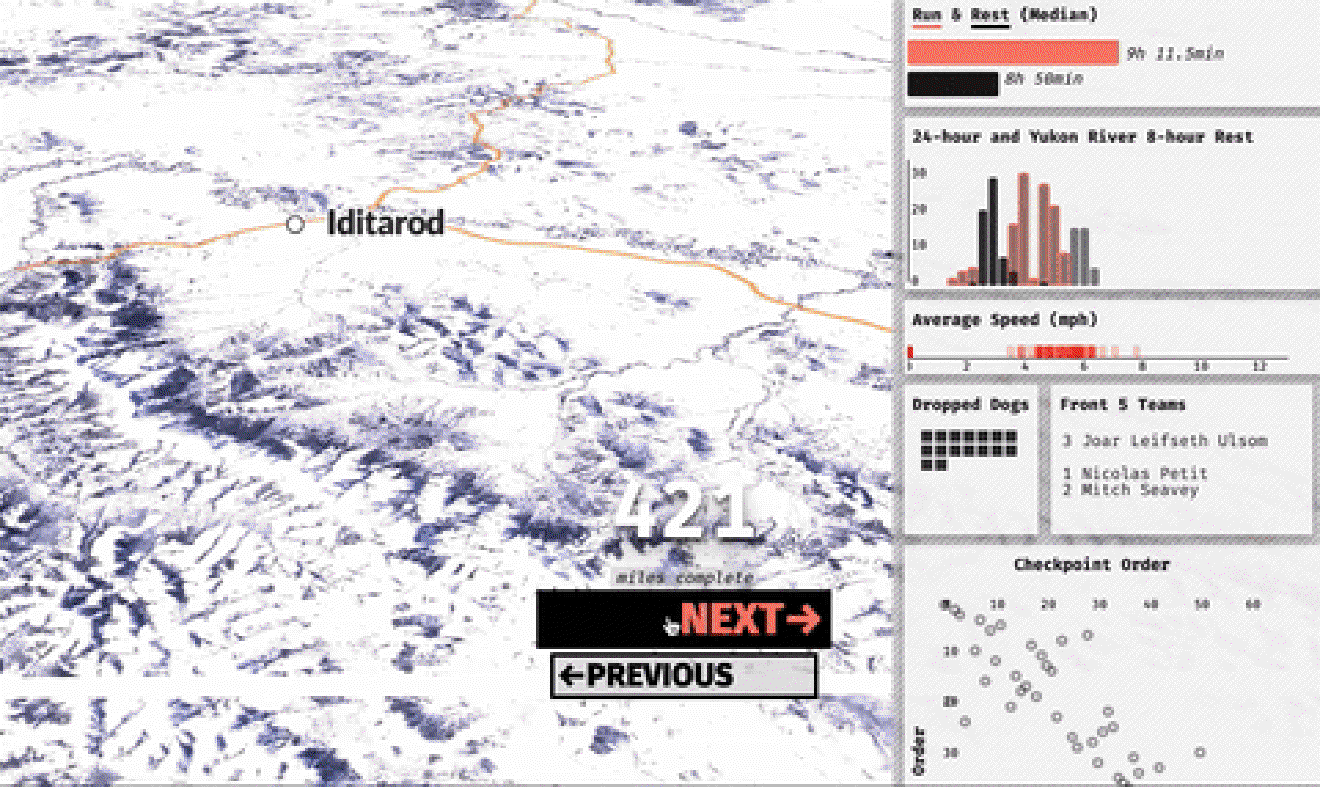 Iditarod
421
miles complete
NEXT→
←PREVIOUS
Run & Rest (Median)
9h 11.5min
6h 50min
24-hour and Yukon River 8-hour Rest
30
20
10
0
Average Speed (mph)
0 2 4 6 8 10 12
Dropped Dogs
Front 5 Teams
3 Joar Leifseth Ulsom
1 Nicolas Petit
2 Mitch Seavey
Checkpoint Order
0 10 20 30 40 50 60
10
20
30
Order